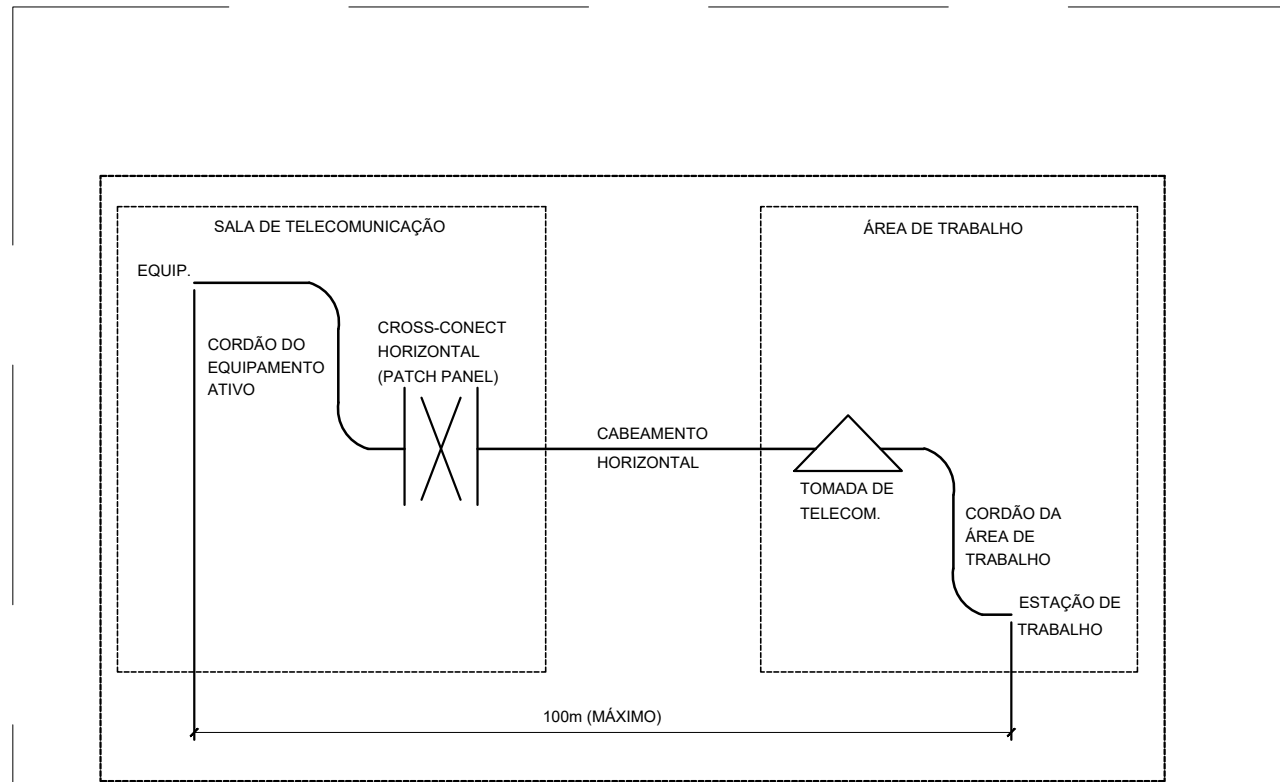 SALA DE TELECOMUNICAÇÃO
EQUIP.
CORDÃO DO
EQUIPAMENTO
ATIVO
CROSS-CONECT
HORIZONTAL
(PATCH PANEL)
CABEAMENTO
HORIZONTAL
ÁREA DE TRABALHO
TOMADA DE
TELECOM.
CORDÃO DA
ÁREA DE
TRABALHO
ESTAÇÃO DE
TRABALHO
100m (MÁXIMO)